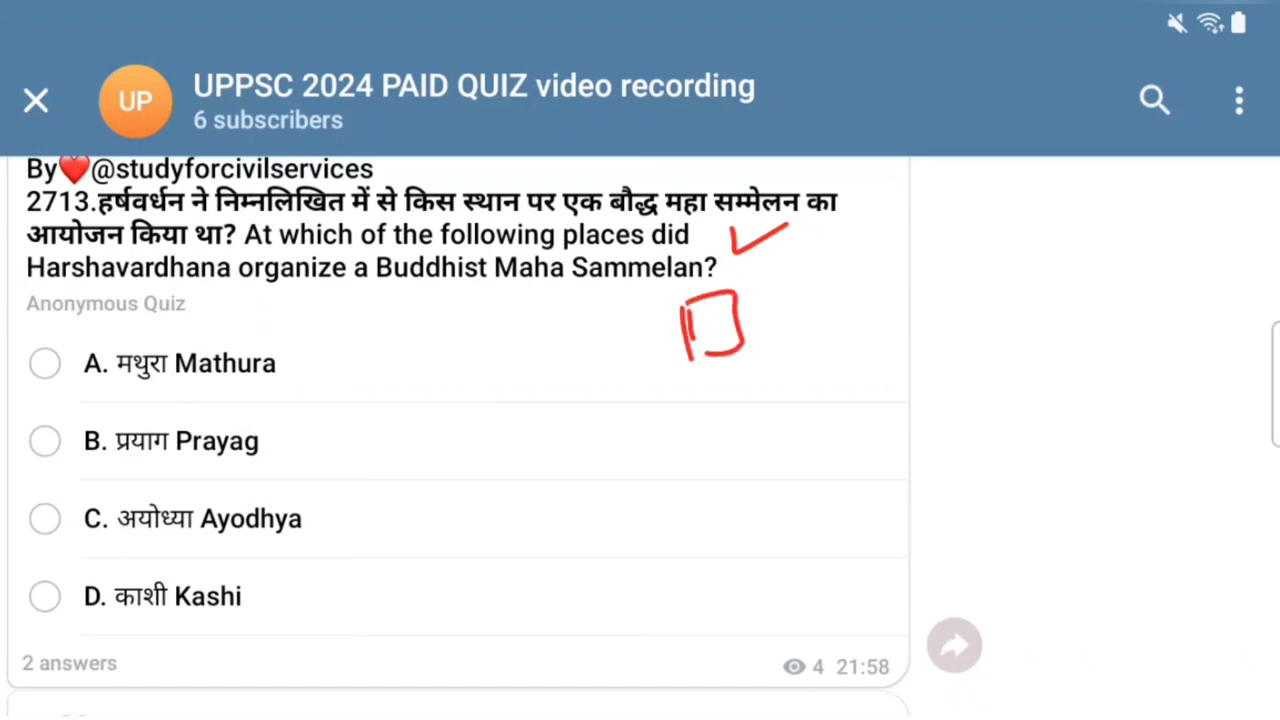 UP
UPPSC 2024 PAID QUIZ video recording
6 subscribers
By❤️@studyforcivilservices
2713.हर्षवर्धन ने निम्नलिखित में से किस स्थान पर एक बौद्ध महा सम्मेलन का
आयोजन किया था? At which of the following places did
Harshavardhana organize a Buddhist Maha Sammelan?
Anonymous Quiz
A. मथुरा Mathura
B. प्रयाग Prayag
C. अयोध्या Ayodhya
D. काशी Kashi
2 answers
4 21:58